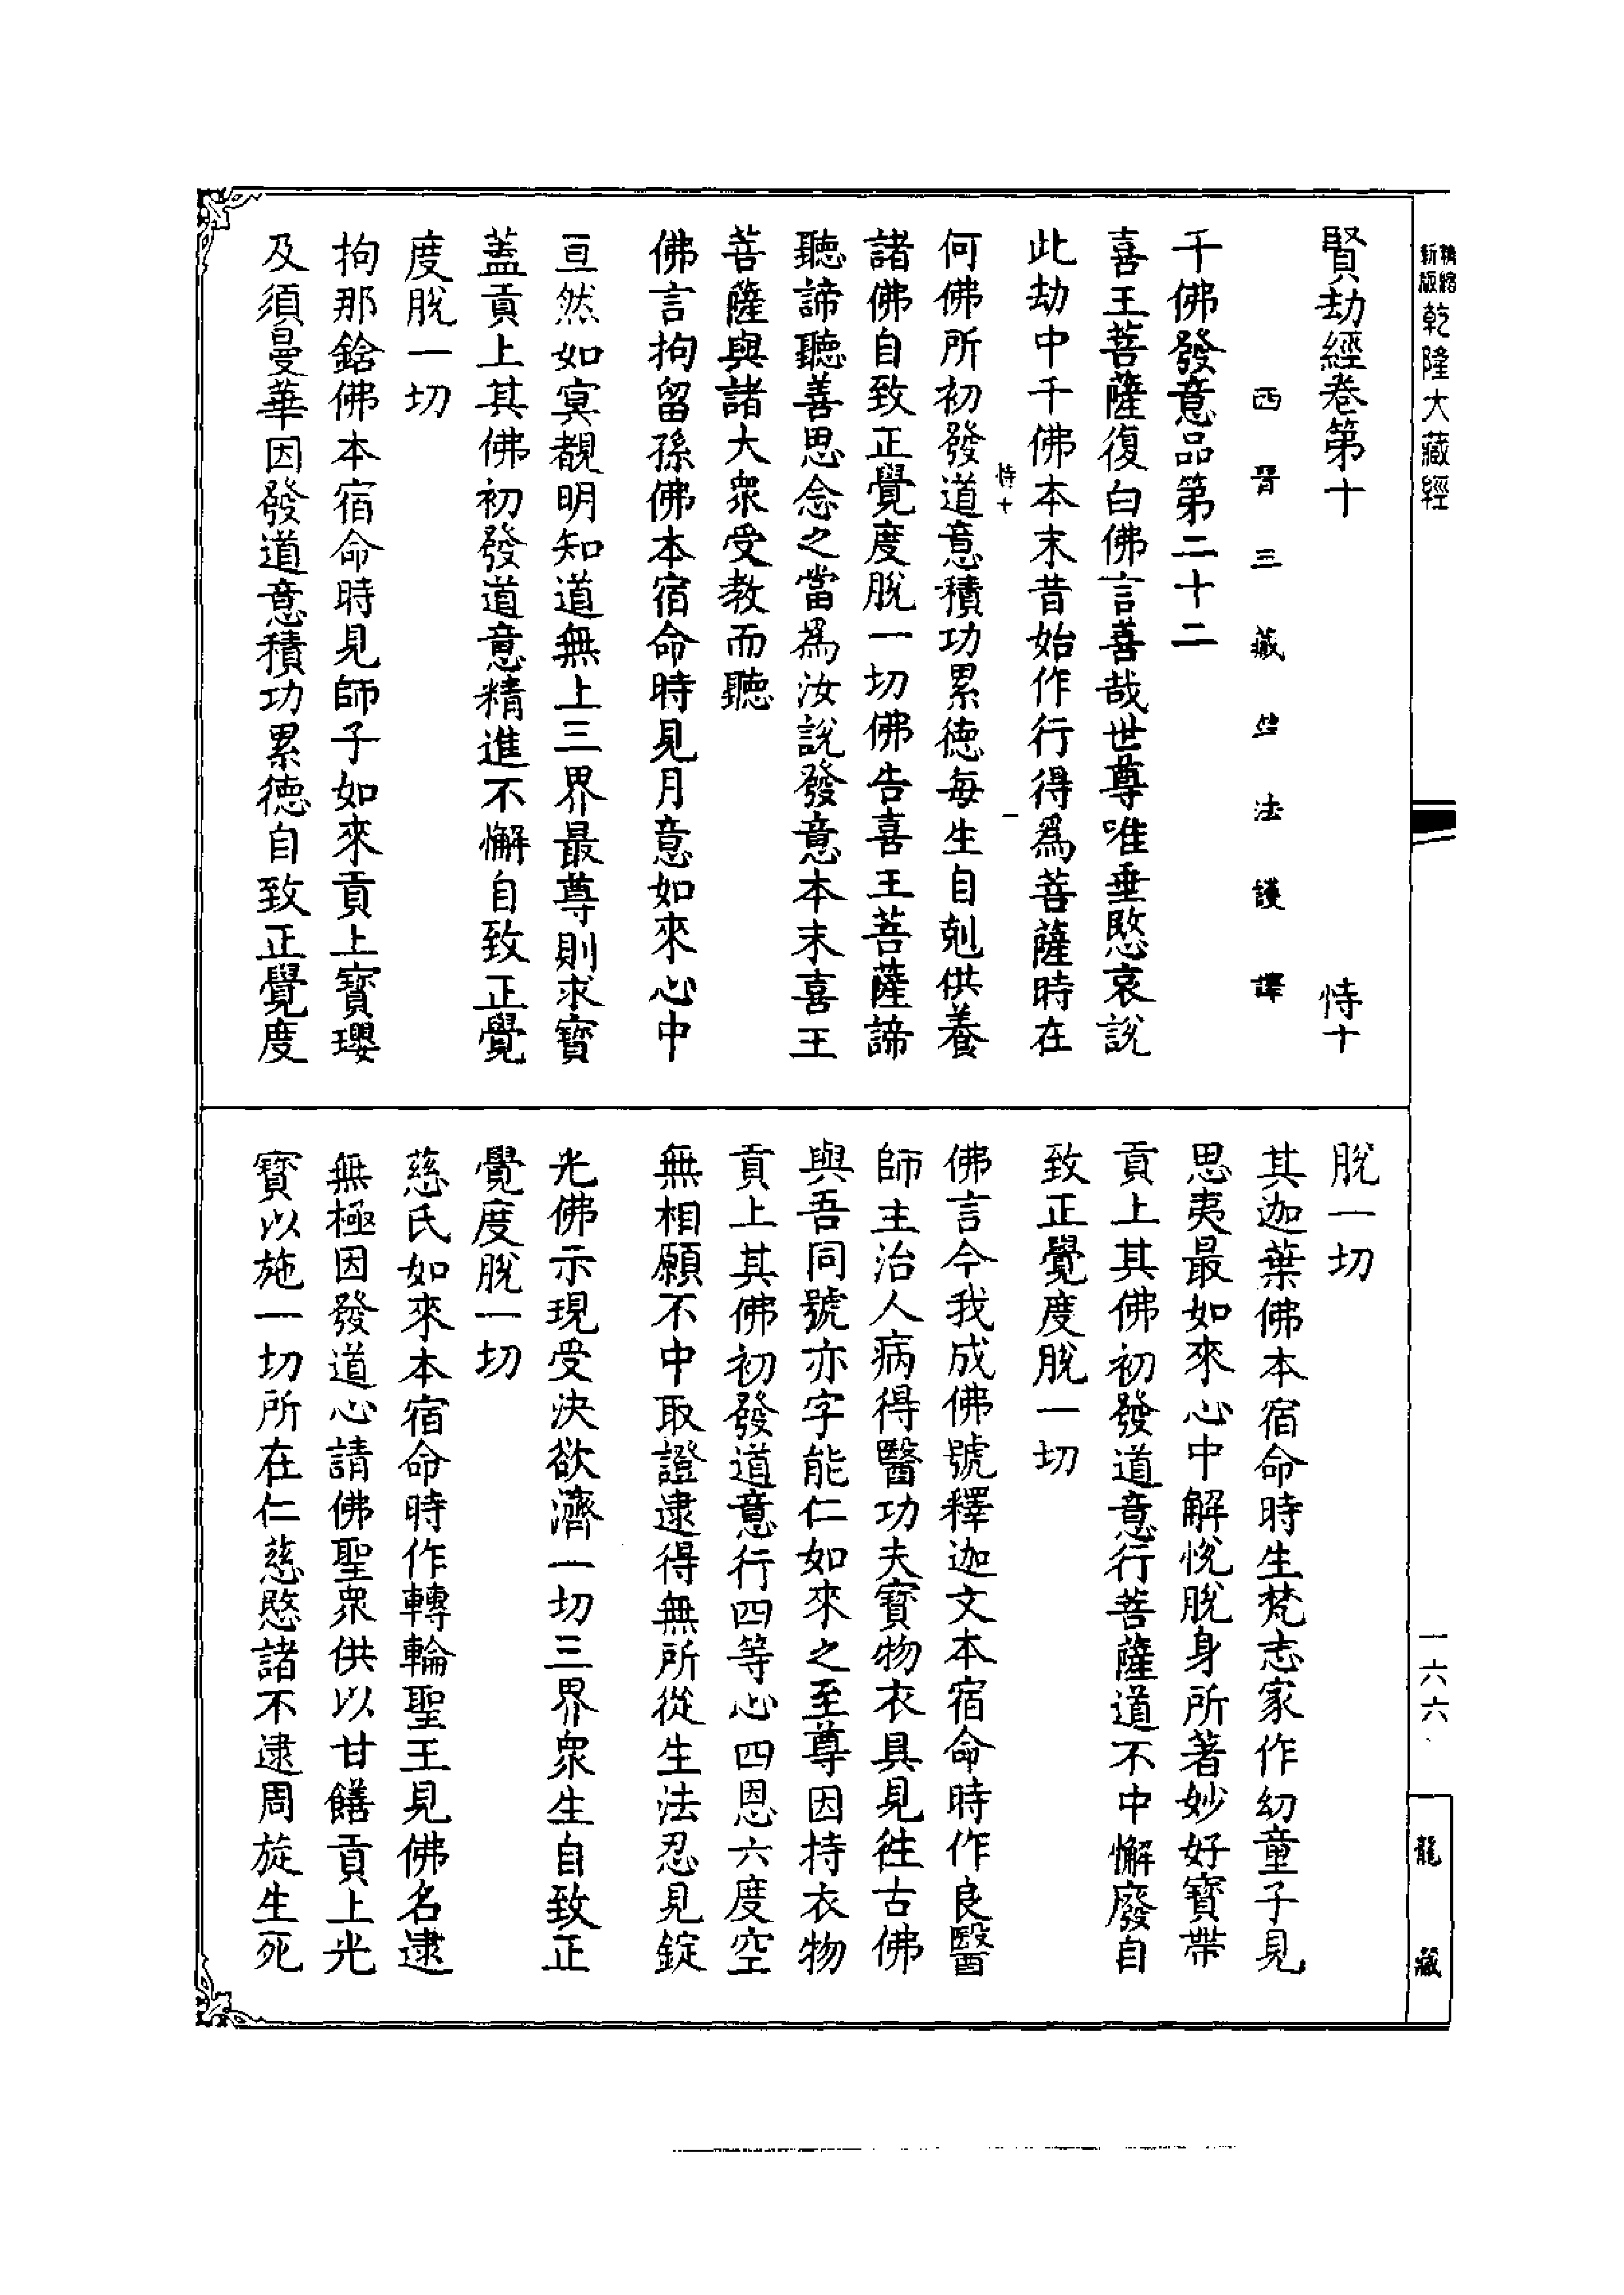 精縮
新版
乾隆大藏經
賢劫經卷第十 恃十
西晉三藏竺法護譯
千佛發意品第二十二
喜王菩薩復白佛言善哉世尊唯垂愍哀說
此劫中千佛本末昔始作行得爲菩薩時在
恃十 一
何佛所初發道意積功累德每生自剋供養
諸佛自致正覺度脫一切佛告喜王菩薩諦
聽諦聽善思念之當爲汝說發意本末喜王
菩薩與諸大眾受教而聽
佛言拘留孫佛本宿命時見月意如來心中
亘然如冥覩明知道無上三界最尊則求寶
蓋貢上其佛初發道意精進不懈自致正覺
度脫一切
拘那鋡佛本宿命時見師子如來貢上寶瓔
及須曼華因發道意積功累德自致正覺度
脫一切
其迦葉佛本宿命時生梵志家作幼童子見
思夷最如來心中解悅脫身所著妙好寶帶
貢上其佛初發道意行菩薩道不中懈廢自
致正覺度脫一切
佛言今我成佛號釋迦文本宿命時作良醫
師主治人病得醫功夫寶物衣具見往古佛
與吾同號亦字能仁如來之至尊因持衣物
貢上其佛初發道意行四等心四恩六度空
無相願不中取證逮得無所從生法忍見錠
光佛示現受決欲濟一切三界眾生自致正
覺度脫一切
慈氏如來本宿命時作轉輪聖王見佛名逮
無極因發道心請佛聖眾供以甘饍貢上光
寶以施一切所在仁慈愍諸不逮周旋生死
一六六
龍藏